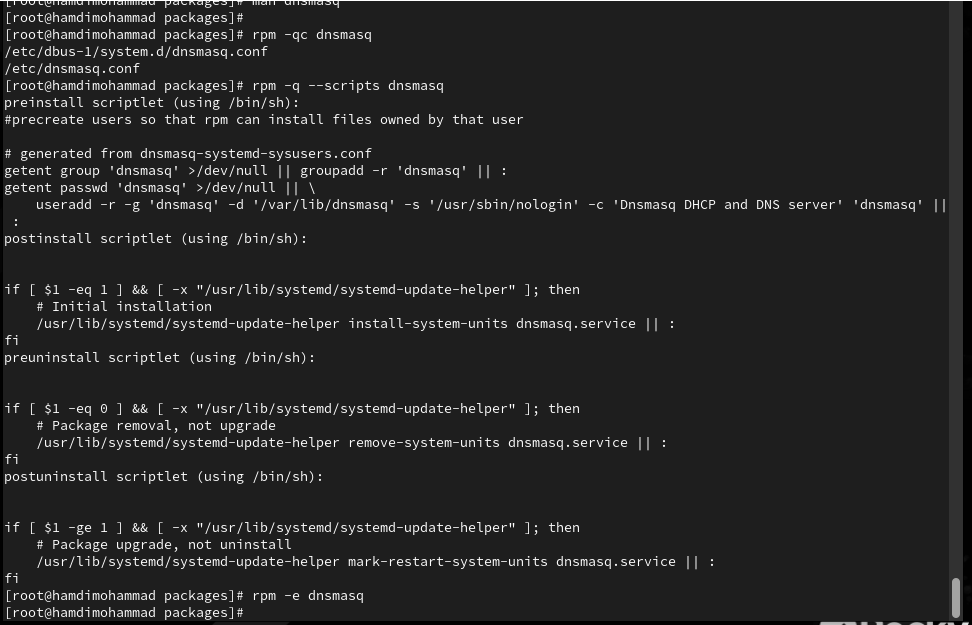 [root@hamdimohammad packages]# man dnsmasq
[root@hamdimohammad packages]#
[root@hamdimohammad packages]# rpm -qc dnsmasq
/etc/dbus-1/system.d/dnsmasq.conf
/etc/dnsmasq.conf
[root@hamdimohammad packages]# rpm -q --scripts dnsmasq
preinstall scriptlet (using /bin/sh):
#precreate users so that rpm can install files owned by that user

# generated from dnsmasq-systemd-sysusers.conf
getent group 'dnsmasq' >/dev/null || groupadd -r 'dnsmasq' || :
getent passwd 'dnsmasq' >/dev/null || \
    useradd -r -g 'dnsmasq' -d '/var/lib/dnsmasq' -s '/usr/sbin/nologin' -c 'Dnsmasq DHCP and DNS server' 'dnsmasq' ||
 :
postinstall scriptlet (using /bin/sh):


if [ $1 -eq 1 ] && [ -x "/usr/lib/systemd/systemd-update-helper" ]; then
    # Initial installation
    /usr/lib/systemd/systemd-update-helper install-system-units dnsmasq.service || :
fi
preuninstall scriptlet (using /bin/sh):


if [ $1 -eq 0 ] && [ -x "/usr/lib/systemd/systemd-update-helper" ]; then
    # Package removal, not upgrade
    /usr/lib/systemd/systemd-update-helper remove-system-units dnsmasq.service || :
fi
postuninstall scriptlet (using /bin/sh):


if [ $1 -ge 1 ] && [ -x "/usr/lib/systemd/systemd-update-helper" ]; then
    # Package upgrade, not uninstall
    /usr/lib/systemd/systemd-update-helper mark-restart-system-units dnsmasq.service || :
fi
[root@hamdimohammad packages]# rpm -e dnsmasq
[root@hamdimohammad packages]#